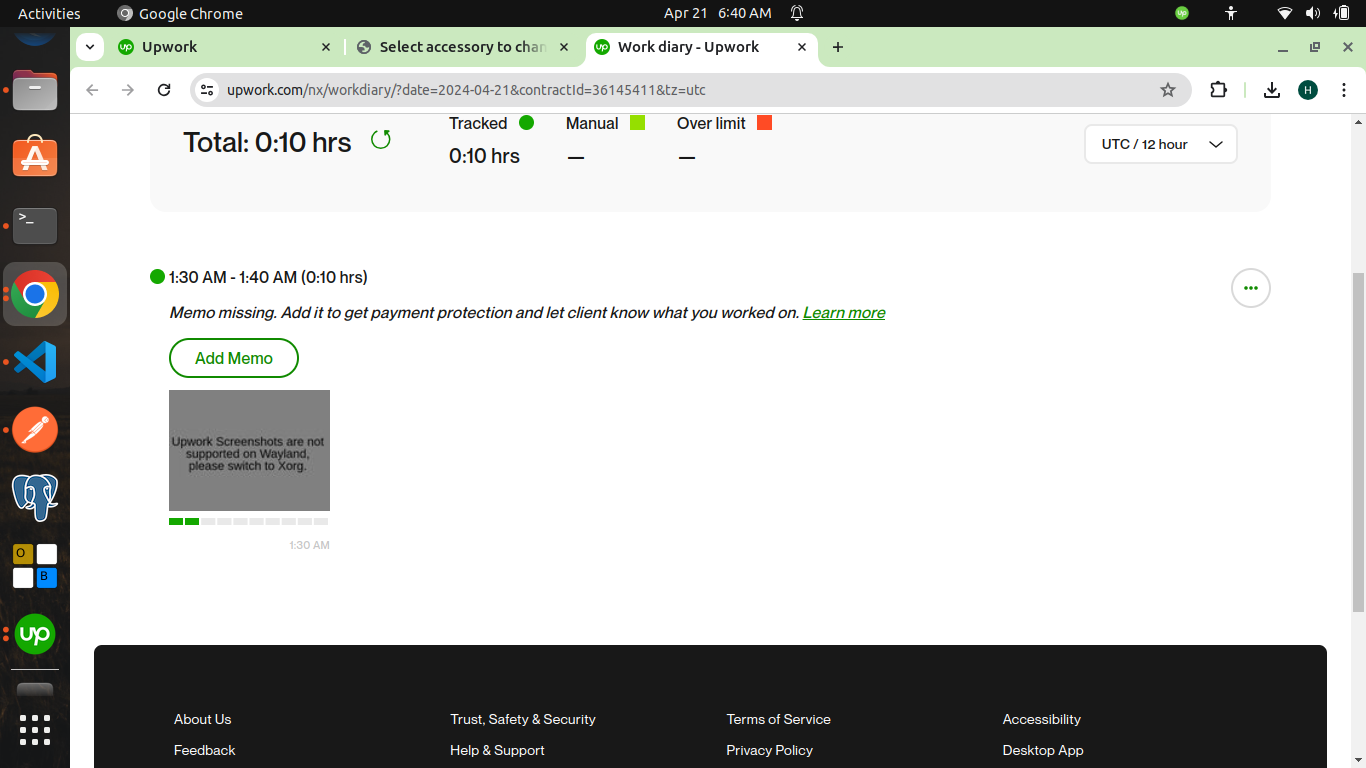 Activities
Google Chrome
Apr 21 6:40 AM
Upwork
Select accessory to chan
Work diary - Upwork
upwork.com/nx/workdiary/?date=2024-04-21&contractId=36145411&tz=utc
H
Total: 0:10 hrs
Tracked
Manual
Over limit
0:10 hrs
—
—
UTC / 12 hour
1:30 AM - 1:40 AM (0:10 hrs)
Memo missing. Add it to get payment protection and let client know what you worked on. Learn more
Add Memo
Upwork Screenshots are not
supported on Wayland,
please switch to Xorg.
1:30 AM
>_
O
B
up
About Us
Trust, Safety & Security
Terms of Service
Accessibility
Feedback
Help & Support
Privacy Policy
Desktop App